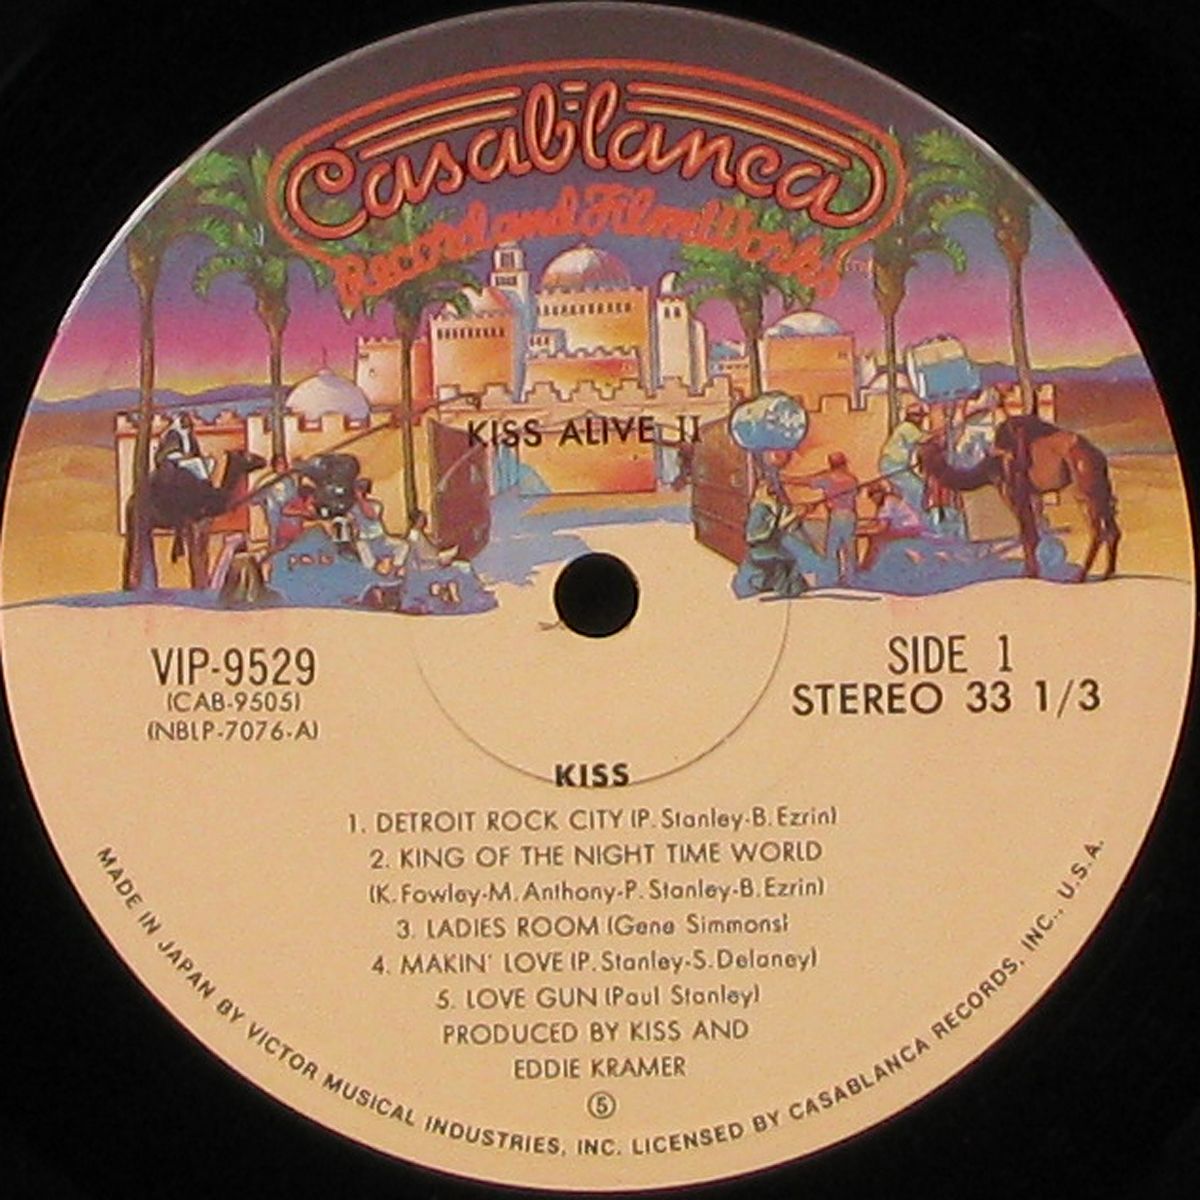 Casablanca
Record and FilmWorks
KISS ALIVE II
VIP-9529
(CAB-9505)
(NBLP-7076-A)
SIDE 1
STEREO 33 1/3
KISS
1. DETROIT ROCK CITY (P. Stanley-B. Ezrin)
2. KING OF THE NIGHT TIME WORLD
(K. Fowley-M. Anthony-P. Stanley-B. Ezrin)
3. LADIES ROOM (Gene Simmons)
4. MAKIN' LOVE (P. Stanley-S. Delaney)
5. LOVE GUN (Paul Stanley)
PRODUCED BY KISS AND
EDDIE KRAMER
⑤
MADE IN JAPAN BY VICTOR MUSICAL INDUSTRIES, INC. LICENSED BY CASABLANCA RECORDS, INC., U.S.A.